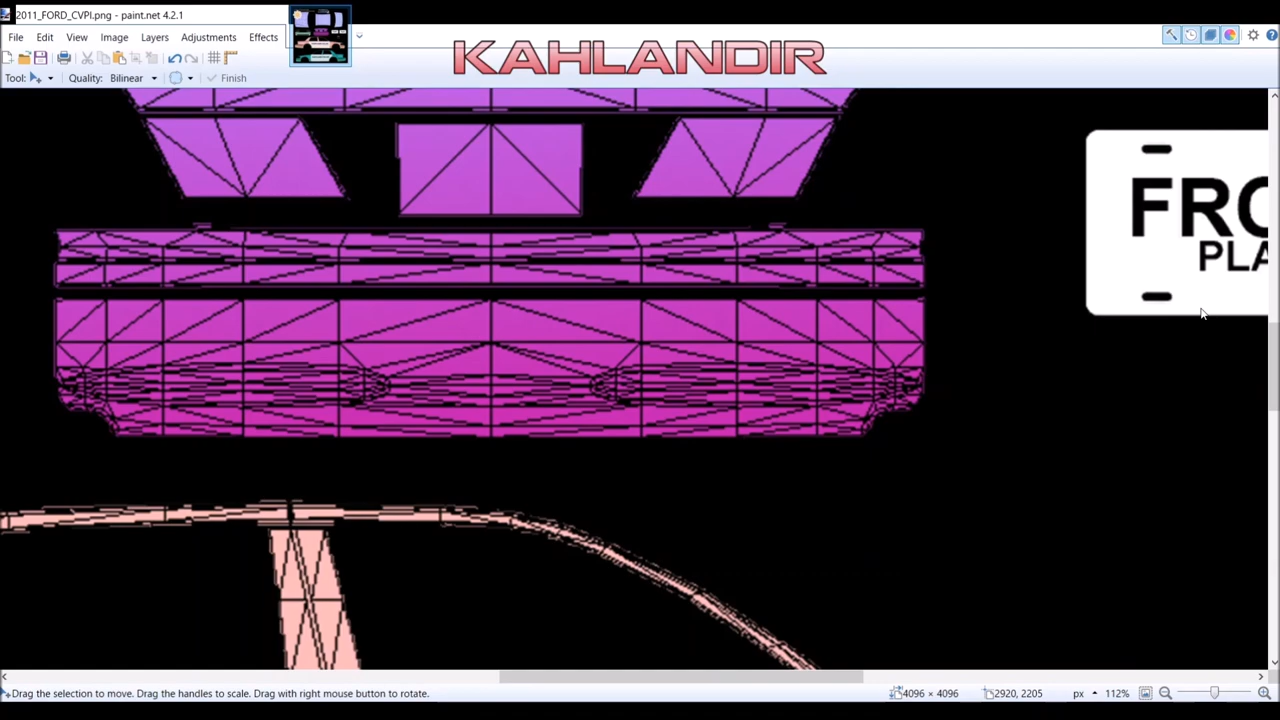 2011_FORD_CVPI.png - paint.net 4.2.1
File Edit View Image Layers Adjustments Effects
KAHLANDIR
Tool: Quality: Bilinear Finish
FRO
PLA
Drag the selection to move. Drag the handles to scale. Drag with right mouse button to rotate. 4096 × 4096 2920, 2205 px 112%